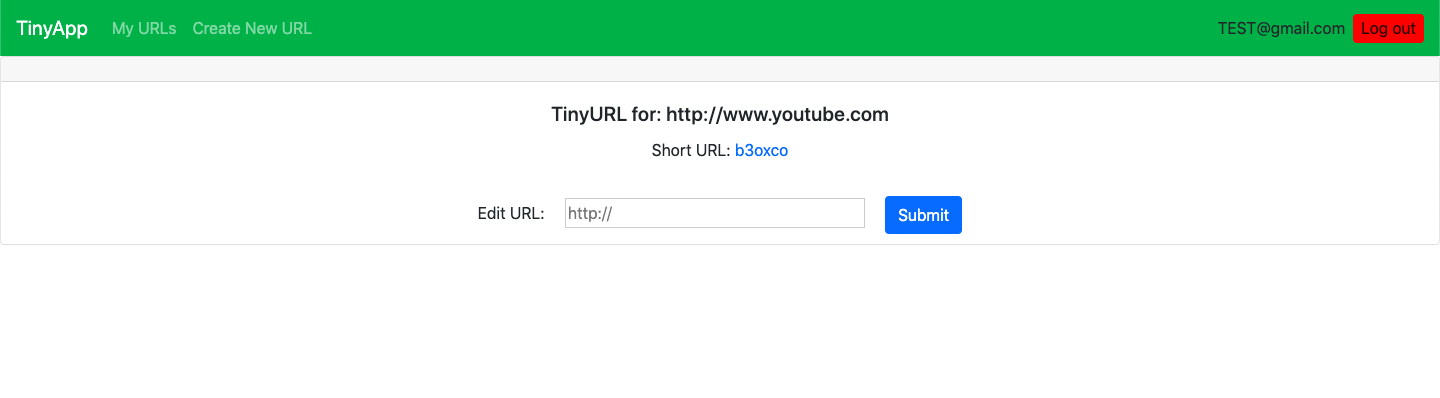 TinyApp My URLs Create New URL TEST@gmail.com Log out
TinyURL for: http://www.youtube.com
Short URL: b3oxco
Edit URL: http:// Submit